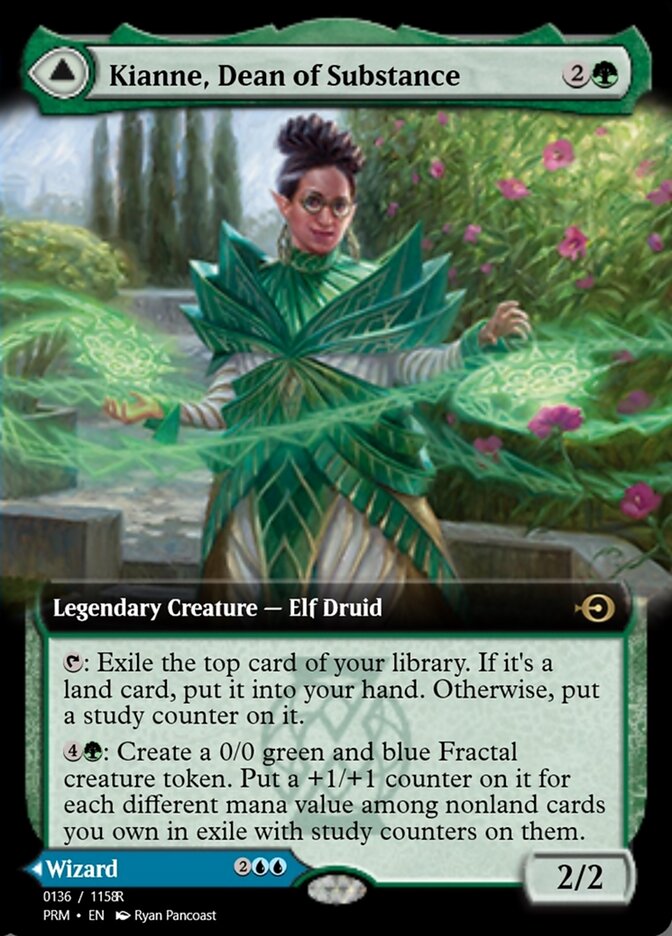 Kianne, Dean of Substance 2
Legendary Creature — Elf Druid
: Exile the top card of your library. If it's a
land card, put it into your hand. Otherwise, put
a study counter on it.
4: Create a 0/0 green and blue Fractal
creature token. Put a +1/+1 counter on it for
each different mana value among nonland cards
you own in exile with study counters on them.
Wizard 2
2/2
0136 / 1158R
PRM • EN Ryan Pancoast